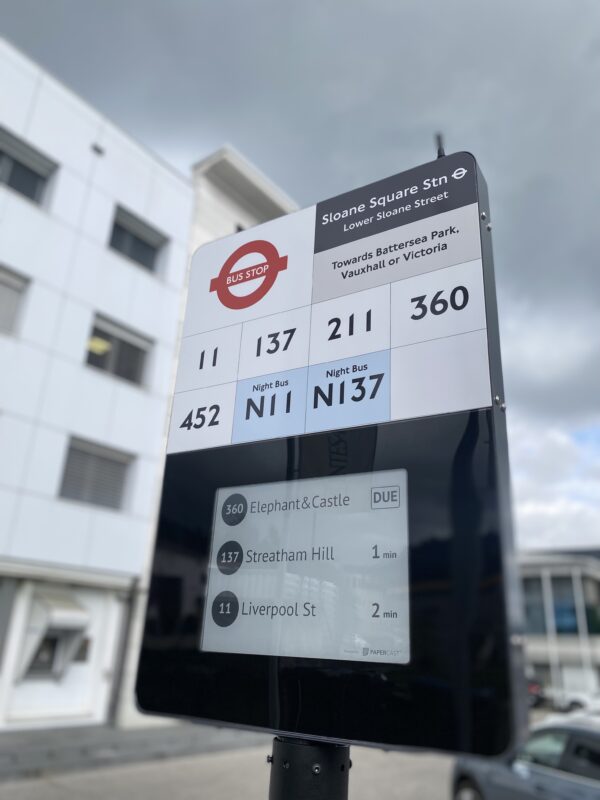 Sloane Square Stn
Lower Sloane Street
BUS STOP
Towards Battersea Park,
Vauxhall or Victoria
11
137
211
360
452
Night Bus
N11
Night Bus
N137
360 Elephant&Castle DUE
137 Streatham Hill 1 min
11 Liverpool St 2 min
PAPERCAST